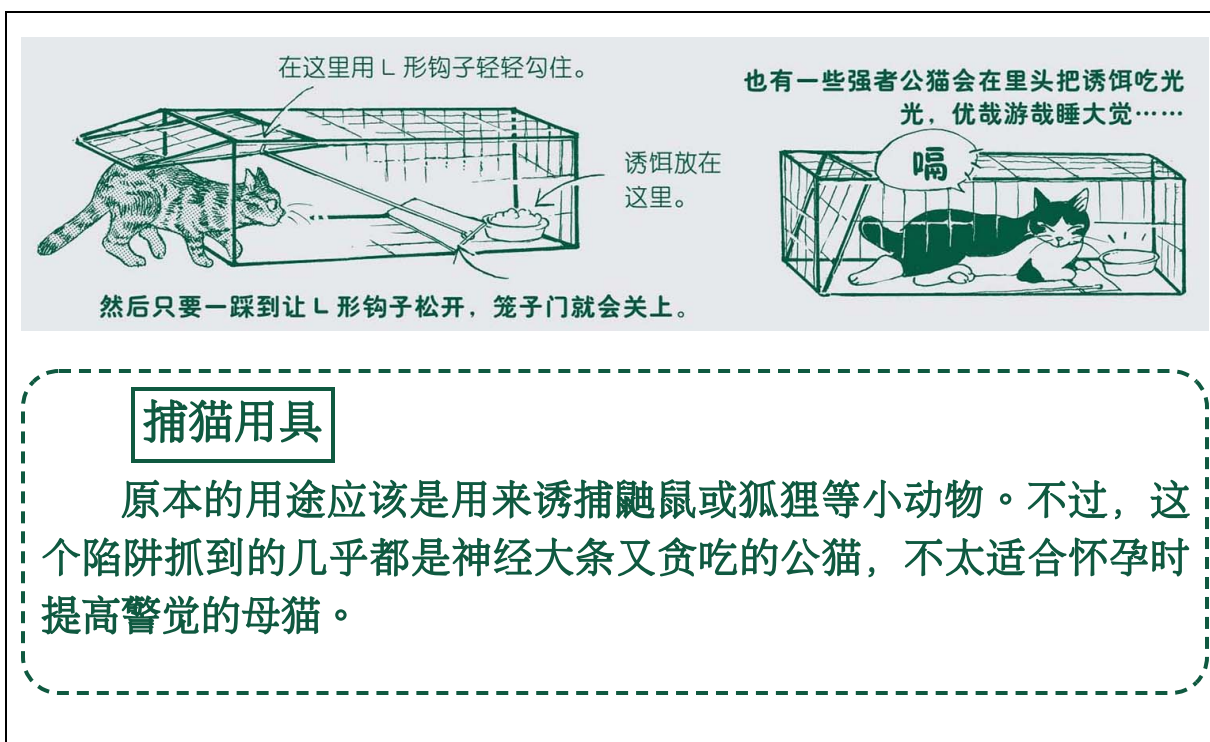 在这里用 L 形钩子轻轻勾住。
也有一些强者公猫会在里头把诱饵吃光
光，优哉游哉睡大觉……
嗝
诱饵放在
这里。
然后只要一踩到让 L 形钩子松开，笼子门就会关上。
捕猫用具
原本的用途应该是用来诱捕鼬鼠或狐狸等小动物。不过，这
个陷阱抓到的几乎都是神经大条又贪吃的公猫，不太适合怀孕时
提高警觉的母猫。